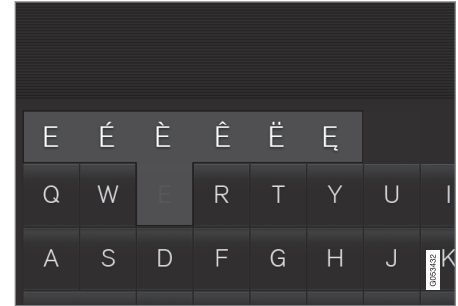 E É È Ê Ë Ę
Q W E R T Y U I
A S D F G H J K
G053432